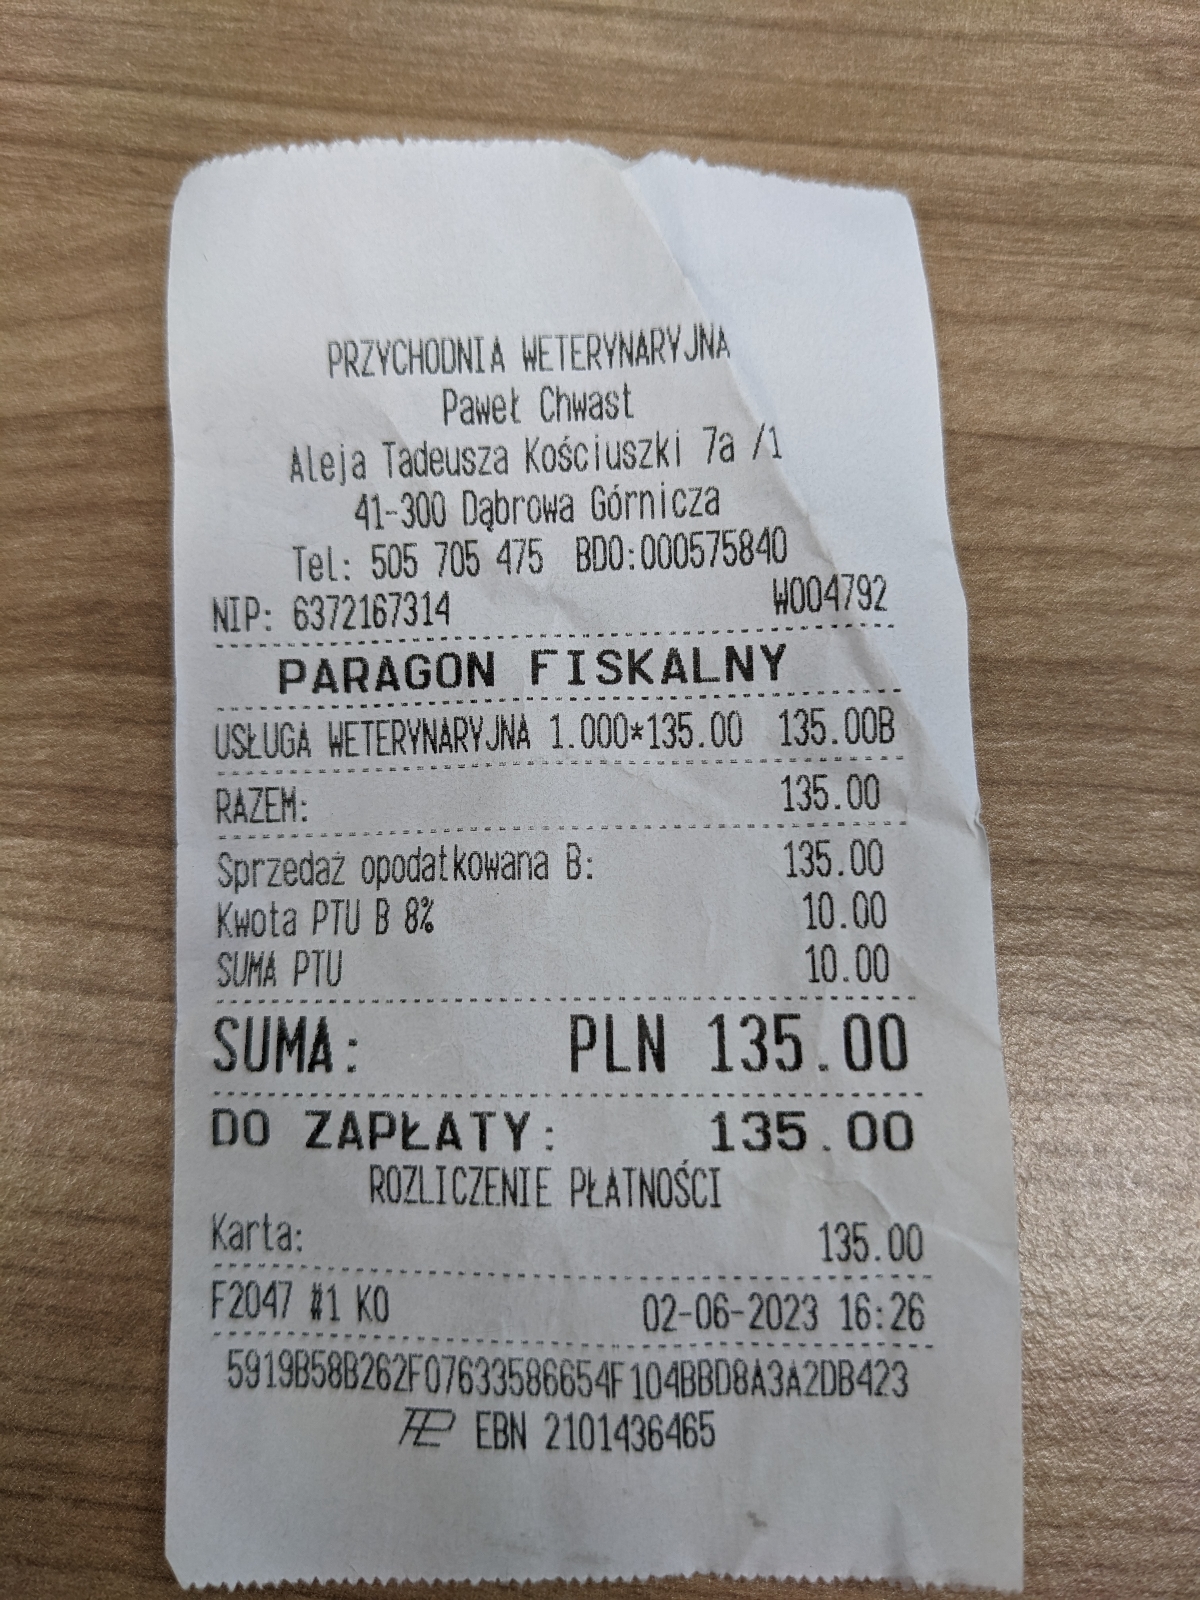 PRZYCHODNIA WETERYNARYJNA
Paweł Chwast
Aleja Tadeusza Kościuszki 7a /1
41-300 Dąbrowa Górnicza
Tel: 505 705 475 BDO:000575840
NIP: 6372167314 W004792
PARAGON FISKALNY
USŁUGA WETERYNARYJNA 1.000*135.00 135.00B
RAZEM: 135.00
Sprzedaż opodatkowana B: 135.00
Kwota PTU B 8% 10.00
SUMA PTU 10.00
SUMA: PLN 135.00
DO ZAPŁATY: 135.00
ROZLICZENIE PŁATNOŚCI
Karta: 135.00
F2047 #1 KO 02-06-2023 16:26
5919B58B262F07633586654F104BBD8A3A2DB423
EBN 2101436465